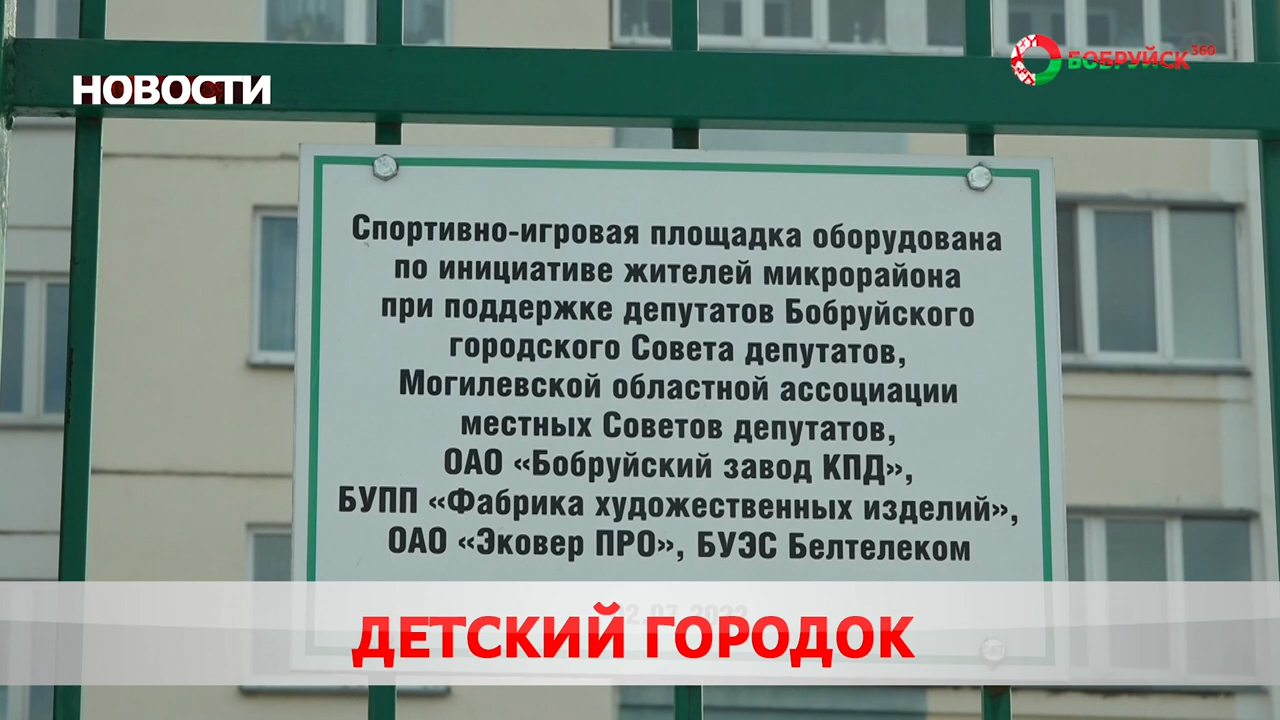 НОВОСТИ
БОБРУЙСК 360
Спортивно-игровая площадка оборудована
по инициативе жителей микрорайона
при поддержке депутатов Бобруйского
городского Совета депутатов,
Могилевской областной ассоциации
местных Советов депутатов,
ОАО «Бобруйский завод КПД»,
БУПП «Фабрика художественных изделий»,
ОАО «Эковер ПРО», БУЭС Белтелеком
ДЕТСКИЙ ГОРОДОК